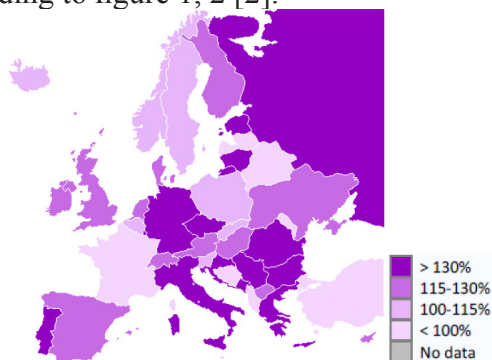 ding to figure 1, 2 [2].
> 130%
115-130%
100-115%
< 100%
No data